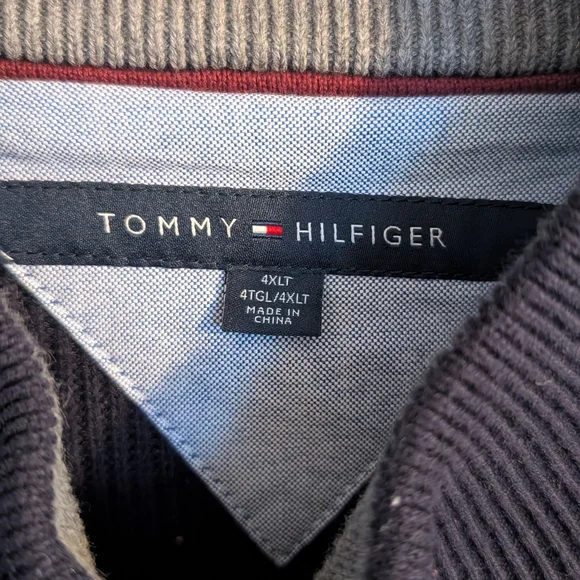 TOMMY HILFIGER
4XLT
4TGL/4XLT
MADE IN
CHINA